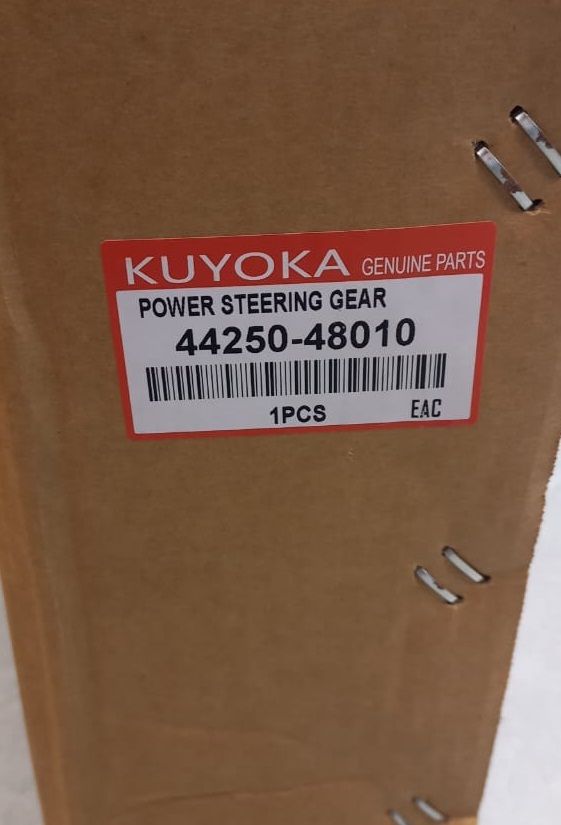 KUYOKA GENUINE PARTS
POWER STEERING GEAR
44250-48010
1PCS EAC